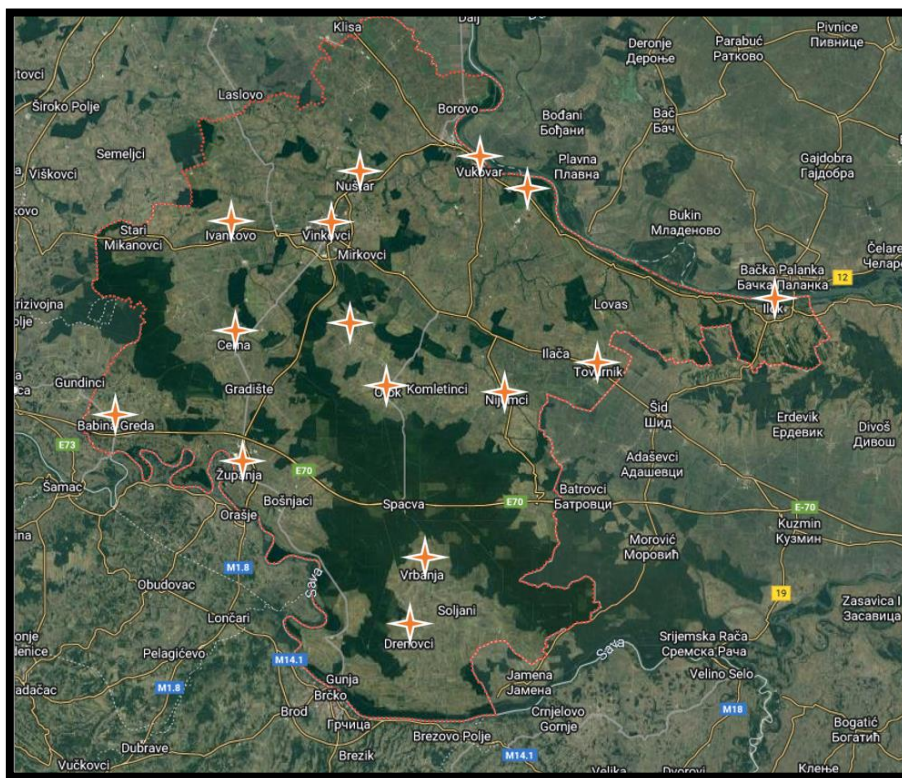 Dalj
Klisa
Pivnice
Пивнице
Deronje
Дероње
Parabuć
Ратково
Laslovo
Široko Polje
Borovo
Bođani
Бођани
Bač
Бач
Semeljci
Viškovci
Nuštar
Vukovar
Plavna
Плавна
Gajdobra
Гајдобра
Stari
Mikanovci
Ivankovo
Vinkovci
Mirkovci
Bukin
Младеново
Bačka Palanka
Бачка Паланка
12
Lovas
Ilok
Cerna
Ilača
Tovarnik
Gundinci
Gradište
Otok
Komletinci
Nijemci
Babina Greda
Šid
Шид
Erdevik
Ердевик
Divoš
Дивош
E73
Županja
E70
Adaševci
Адашевци
Šamac
Bošnjaci
Orašje
Spacva
E70
Batrovci
Батровци
E-70
Kuzmin
Кузмин
M1.8
Vrbanja
Morović
Моровић
Obudovac
Sava
19
Lončari
Soljani
Drenovci
Zasavica I
Засавица
Pelagićevo
M14.1
Sava
Srijemska Rača
Сремска Рача
M1.8
Gunja
Brčko
Jamena
Јамена
Velino Selo
Brod
Грчица
Crnjelovo
Gornje
M18
Bogatić
Богатић
Dubrave
Brezik
Brezovo Polje
M14.1
Vučkovci
Velika
Dvorovi
Клење